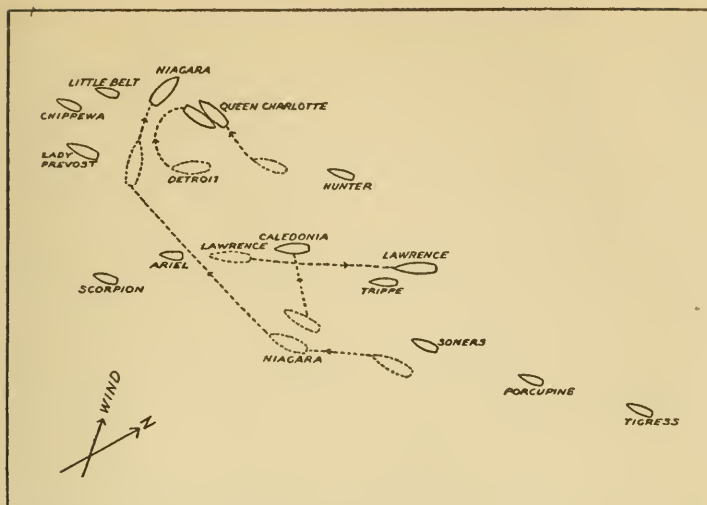 NIAGARA
LITTLE BELT
CHIPPEWA
QUEEN CHARLOTTE
LADY
PREVOST
DETROIT
HUNTER
CALEDONIA
LAWRENCE
LAWRENCE
ARIEL
SCORPION
TRIPPE
NIAGARA
SOMERS
PORCUPINE
TIGRESS
WIND
N